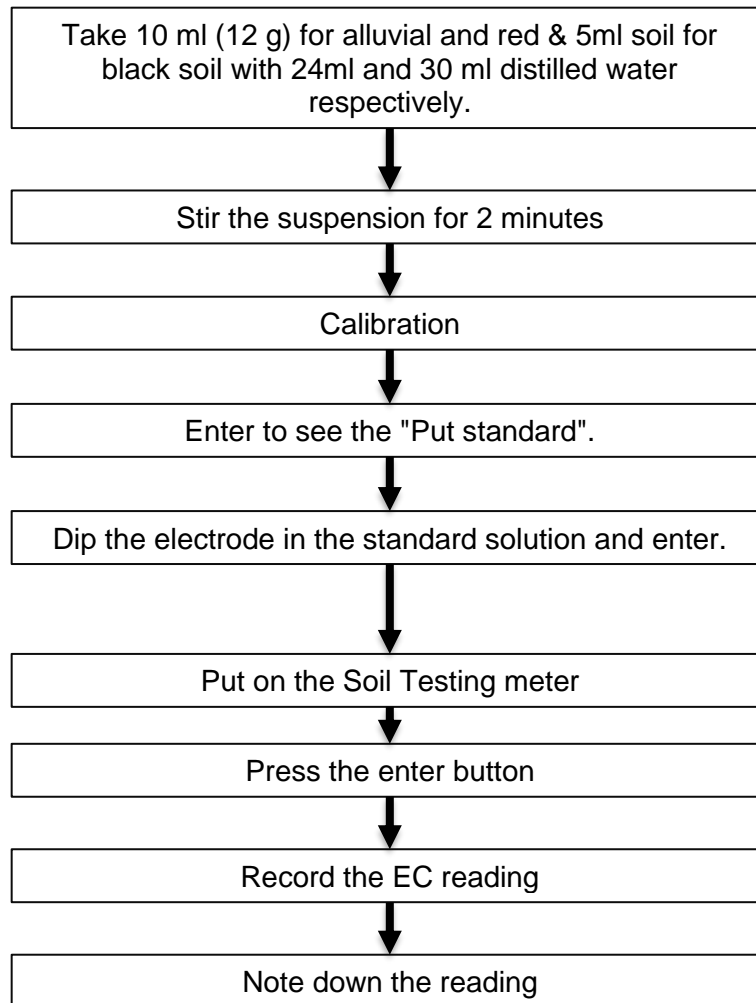 Take 10 ml (12 g) for alluvial and red & 5ml soil for
black soil with 24ml and 30 ml distilled water
respectively.
Stir the suspension for 2 minutes
Calibration
Enter to see the "Put standard".
Dip the electrode in the standard solution and enter.
Put on the Soil Testing meter
Press the enter button
Record the EC reading
Note down the reading